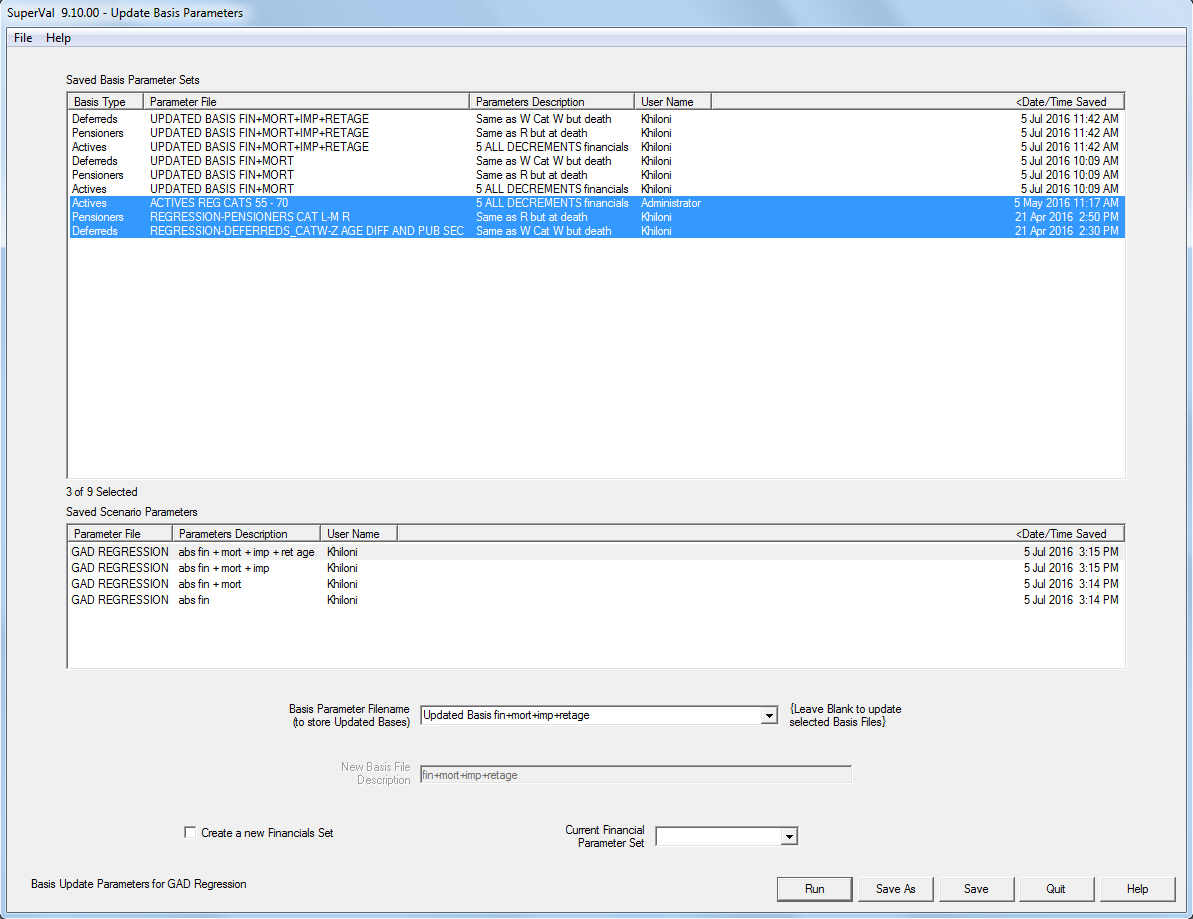 SuperVal 9.10.00 - Update Basis Parameters
File Help
Saved Basis Parameter Sets
Basis Type Parameter File Parameters Description User Name <Date/Time Saved
Deferreds UPDATED BASIS FIN+MORT+IMP+RETAGE Same as W Cat W but death Khiloni 5 Jul 2016 11:42 AM
Pensioners UPDATED BASIS FIN+MORT+IMP+RETAGE Same as R but at death Khiloni 5 Jul 2016 11:42 AM
Actives UPDATED BASIS FIN+MORT+IMP+RETAGE 5 ALL DECREMENTS financials Khiloni 5 Jul 2016 11:42 AM
Deferreds UPDATED BASIS FIN+MORT Same as W Cat W but death Khiloni 5 Jul 2016 10:09 AM
Pensioners UPDATED BASIS FIN+MORT Same as R but at death Khiloni 5 Jul 2016 10:09 AM
Actives UPDATED BASIS FIN+MORT 5 ALL DECREMENTS financials Khiloni 5 Jul 2016 10:09 AM
Actives ACTIVES REG CATS 55 - 70 5 ALL DECREMENTS financials Administrator 5 May 2016 11:17 AM
Pensioners REGRESSION-PENSIONERS CAT L-M R Same as R but at death Khiloni 21 Apr 2016 2:50 PM
Deferreds REGRESSION-DEFERREDS_CATW-Z AGE DIFF AND PUB SEC Same as W Cat W but death Khiloni 21 Apr 2016 2:30 PM
3 of 9 Selected
Saved Scenario Parameters
Parameter File Parameters Description User Name <Date/Time Saved
GAD REGRESSION abs fin + mort + imp + ret age Khiloni 5 Jul 2016 3:15 PM
GAD REGRESSION abs fin + mort + imp Khiloni 5 Jul 2016 3:15 PM
GAD REGRESSION abs fin + mort Khiloni 5 Jul 2016 3:14 PM
GAD REGRESSION abs fin Khiloni 5 Jul 2016 3:14 PM
Basis Parameter Filename
(to store Updated Bases)
Updated Basis fin+mort+imp+retage
{Leave Blank to update
selected Basis Files}
New Basis File
Description
fin+mort+imp+retage
Create a new Financials Set
Current Financial
Parameter Set
Basis Update Parameters for GAD Regression
Run Save As Save Quit Help